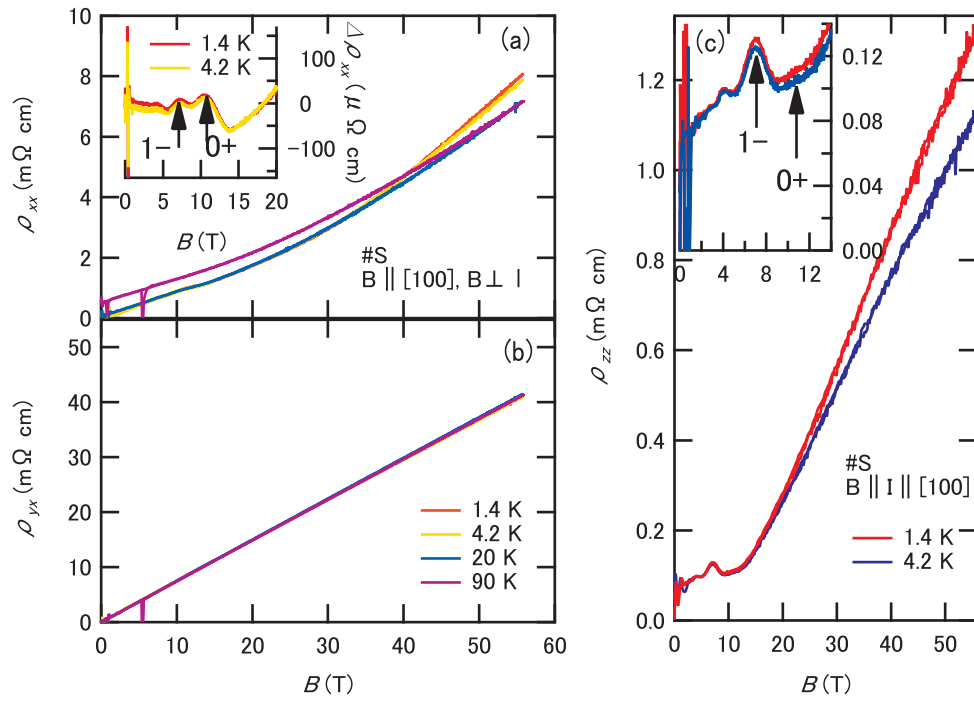 (a)
1.4 K
4.2 K
100
0
-100
△ρxx (μΩ cm)
1-
0+
0 5 10 15 20
B (T)
10
8
6
4
2
0
ρxx (mΩ cm)
#S
B || [100], B⊥ I
(b)
50
40
30
20
10
0
ρyx (mΩ cm)
1.4 K
4.2 K
20 K
90 K
0 10 20 30 40 50 60
B (T)
(c)
0.12
0.08
0.04
0.00
1-
0+
0 4 8 12
1.2
1.0
0.8
0.6
0.4
0.2
0.0
ρzz (mΩ cm)
#S
B || I || [100]
1.4 K
4.2 K
0 10 20 30 40 50
B (T)